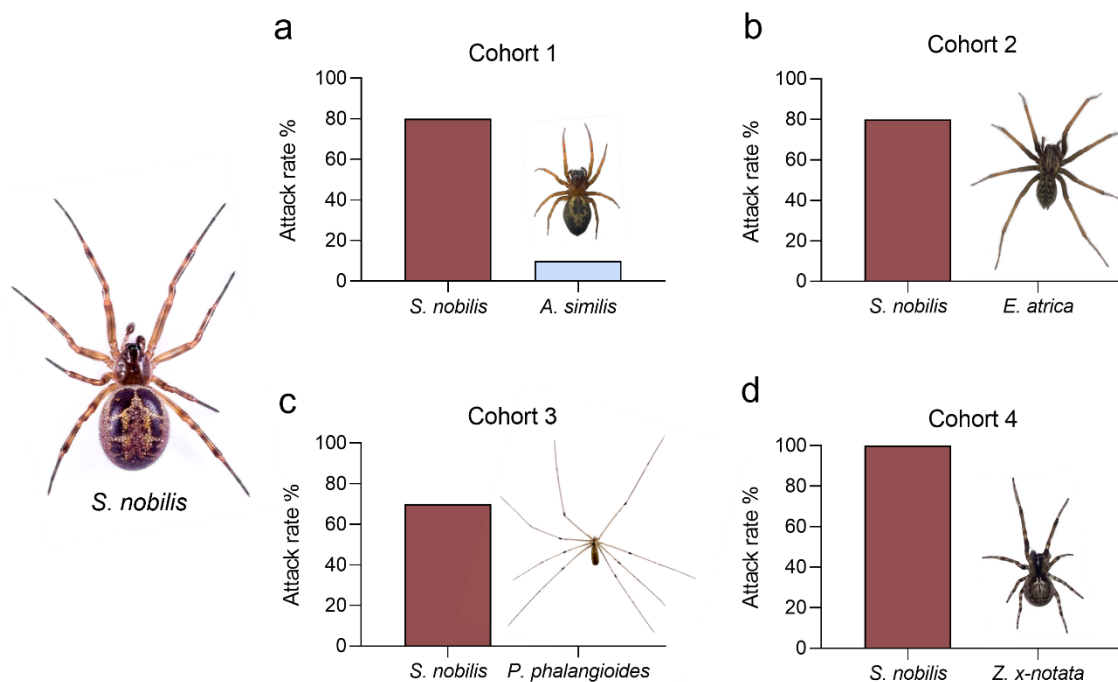 a
Cohort 1
Attack rate %
100
80
60
40
20
0
S. nobilis
A. similis
b
Cohort 2
Attack rate %
100
80
60
40
20
0
S. nobilis
E. atrica
S. nobilis
c
Cohort 3
Attack rate %
100
80
60
40
20
0
S. nobilis
P. phalangioides
d
Cohort 4
Attack rate %
100
80
60
40
20
0
S. nobilis
Z. x-notata